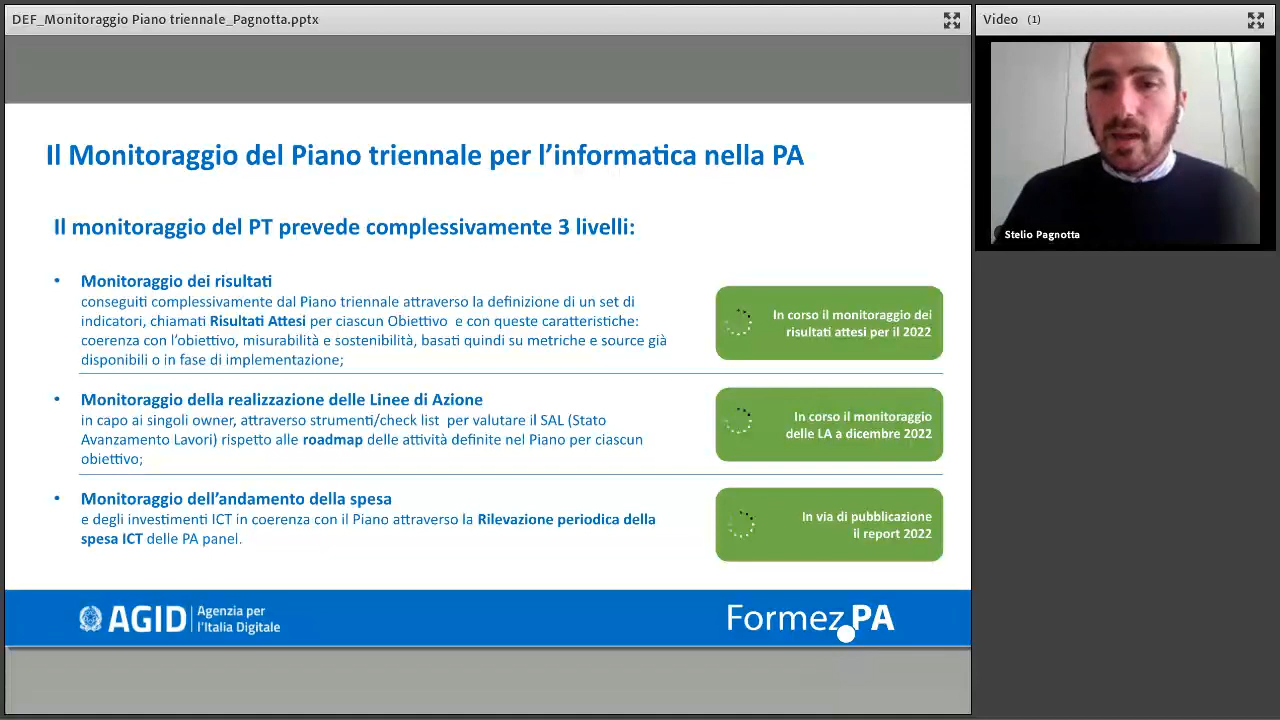 DEF_Monitoraggio Piano triennale_Pagnotta.pptx
Video (1)
Stelio Pagnotta
Il Monitoraggio del Piano triennale per l’informatica nella PA
Il monitoraggio del PT prevede complessivamente 3 livelli:
• Monitoraggio dei risultati
conseguiti complessivamente dal Piano triennale attraverso la definizione di un set di
indicatori, chiamati Risultati Attesi per ciascun Obiettivo e con queste caratteristiche:
coerenza con l’obiettivo, misurabilità e sostenibilità, basati quindi su metriche e source già
disponibili o in fase di implementazione;
In corso il monitoraggio dei
risultati attesi per il 2022
• Monitoraggio della realizzazione delle Linee di Azione
in capo ai singoli owner, attraverso strumenti/check list per valutare il SAL (Stato
Avanzamento Lavori) rispetto alle roadmap delle attività definite nel Piano per ciascun
obiettivo;
In corso il monitoraggio
delle LA a dicembre 2022
• Monitoraggio dell’andamento della spesa
e degli investimenti ICT in coerenza con il Piano attraverso la Rilevazione periodica della
spesa ICT delle PA panel.
In via di pubblicazione
il report 2022
AGID Agenzia per
l’Italia Digitale
Formez PA